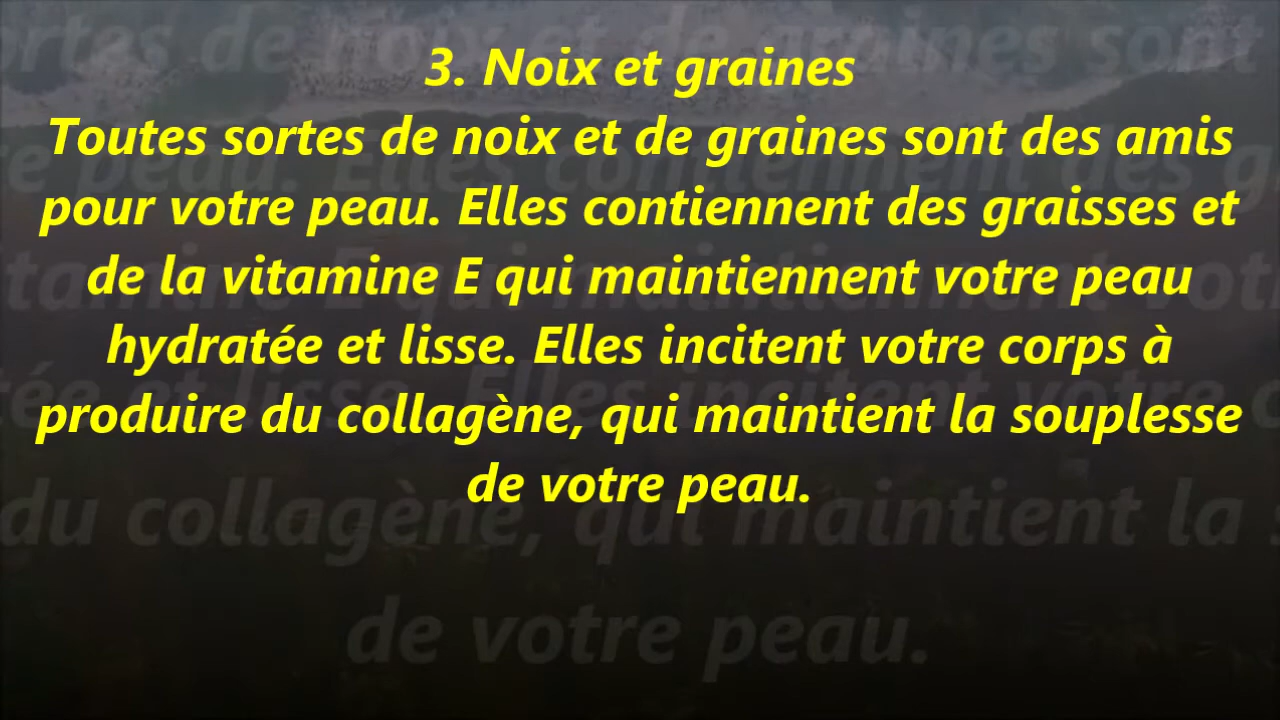 3. Noix et graines
Toutes sortes de noix et de graines sont des amis
pour votre peau. Elles contiennent des graisses et
de la vitamine E qui maintiennent votre peau
hydratée et lisse. Elles incitent votre corps à
produire du collagène, qui maintient la souplesse
de votre peau.